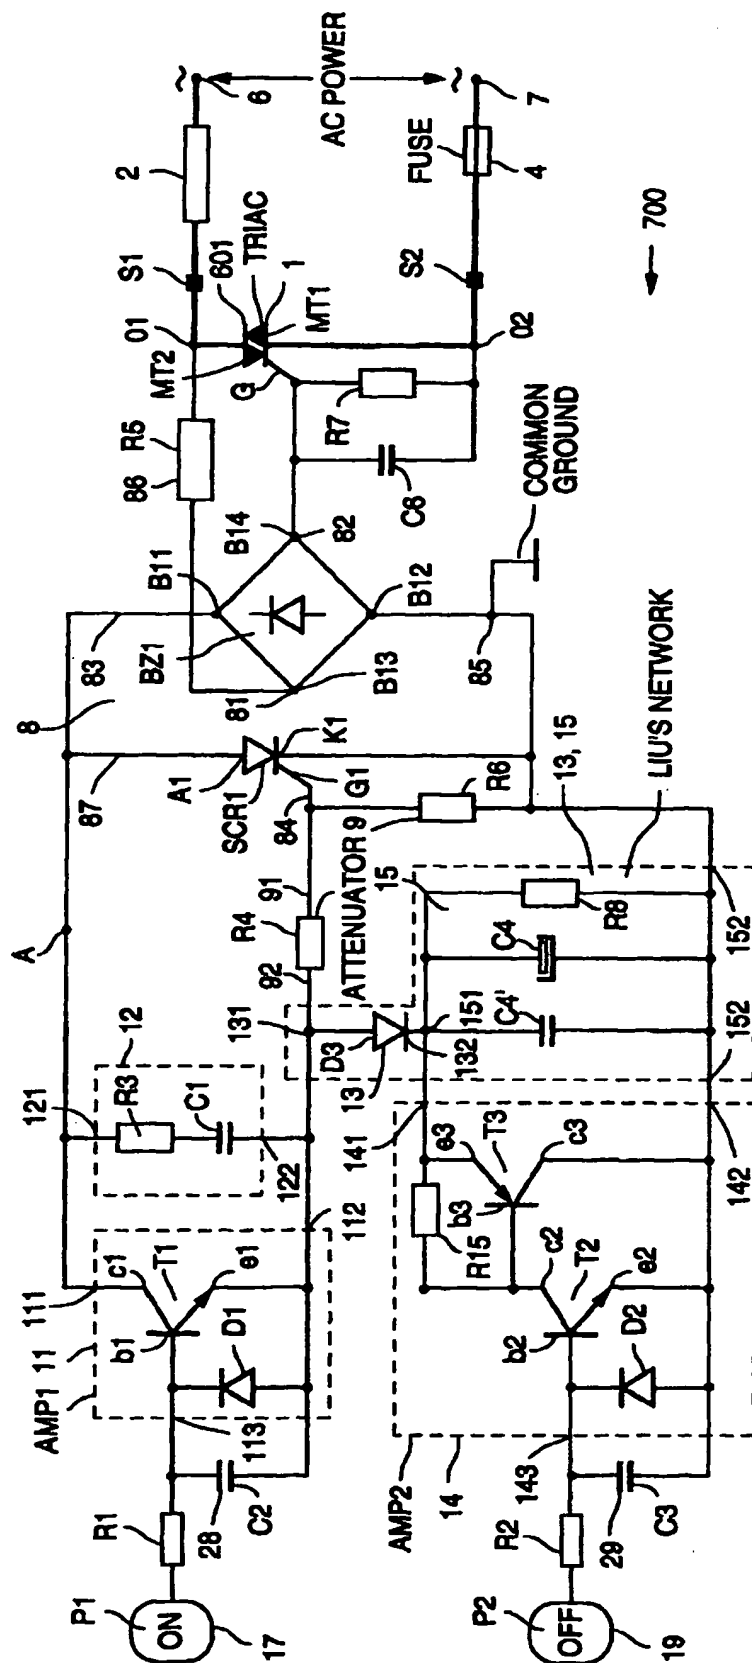 P1
ON
17
R1
28
C2
113
AMP1
11
111
b1
c1
T1
e1
D1
112
121
12
R3
C1
122
A
131
92
R4
91
ATTENUATOR 9
87
A1
SCR1
84
G1
K1
8
83
BZ1
81
B13
B11
B14
82
B12
85
COMMON
GROUND
R5
86
01
S1
2
6
~
AC POWER
~
7
FUSE
4
S2
02
MT2
601
TRIAC
1
MT1
G
R7
C6
R6
700
P2
OFF
19
R2
29
C3
143
AMP2
14
b2
c2
T2
e2
D2
R15
b3
e3
T3
c3
141
142
D3
13
132
151
C4'
C4
15
R8
152
152
13, 15
LIU'S NETWORK